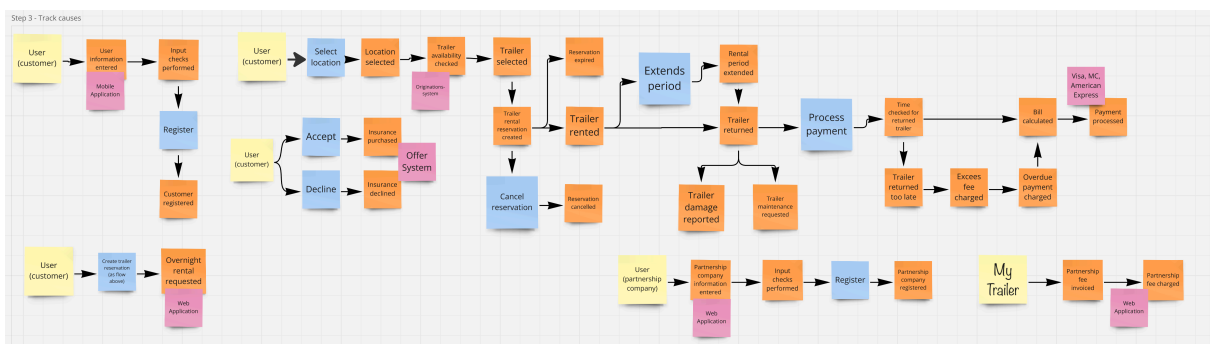 Step 3 - Track causes
User
(customer)
User
information
entered
Mobile
Application
Input
checks
performed
Register
Customer
registered
User
(customer)
Select
location
Location
selected
Trailer
availability
checked
Originations-
system
Trailer
selected
Trailer
rental
reservation
created
Reservation
expired
Trailer
rented
Cancel
reservation
Reservation
cancelled
User
(customer)
Accept
Insurance
purchased
Offer
System
Decline
Insurance
declined
Extends
period
Rental
period
extended
Trailer
returned
Trailer
damage
reported
Trailer
maintenance
requested
Process
payment
Time
checked for
returned
trailer
Trailer
returned
too late
Excees
fee
charged
Overdue
payment
charged
Bill
calculated
Visa, MC,
American
Express
Payment
processed
User
(customer)
Create trailer
reservation
(as flow
above)
Overnight
rental
requested
Web
Application
User
(partnership
company)
Partnership
company
information
entered
Web
Application
Input
checks
performed
Register
Partnership
company
registered
My
Trailer
Partnership
fee
invoiced
Web
Application
Partnership
fee charged